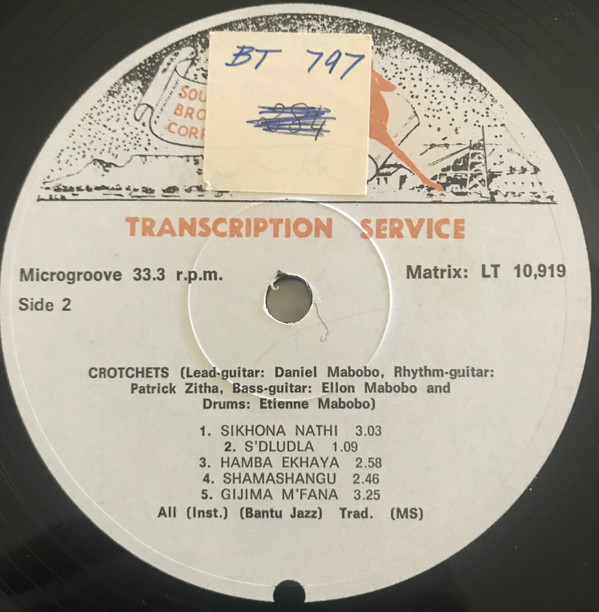 BT 797
SOU
BRO
CORP
TRANSCRIPTION SERVICE
Microgroove 33.3 r.p.m.
Matrix: LT 10,919
Side 2
CROTCHETS (Lead-guitar: Daniel Mabobo, Rhythm-guitar:
Patrick Zitha, Bass-guitar: Ellon Mabobo and
Drums: Etienne Mabobo)
1. SIKHONA NATHI 3.03
2. S'DLUDLA 1.09
3. HAMBA EKHAYA 2.58
4. SHAMASHANGU 2.46
5. GIJIMA M'FANA 3.25
All (Inst.) (Bantu Jazz) Trad. (MS)